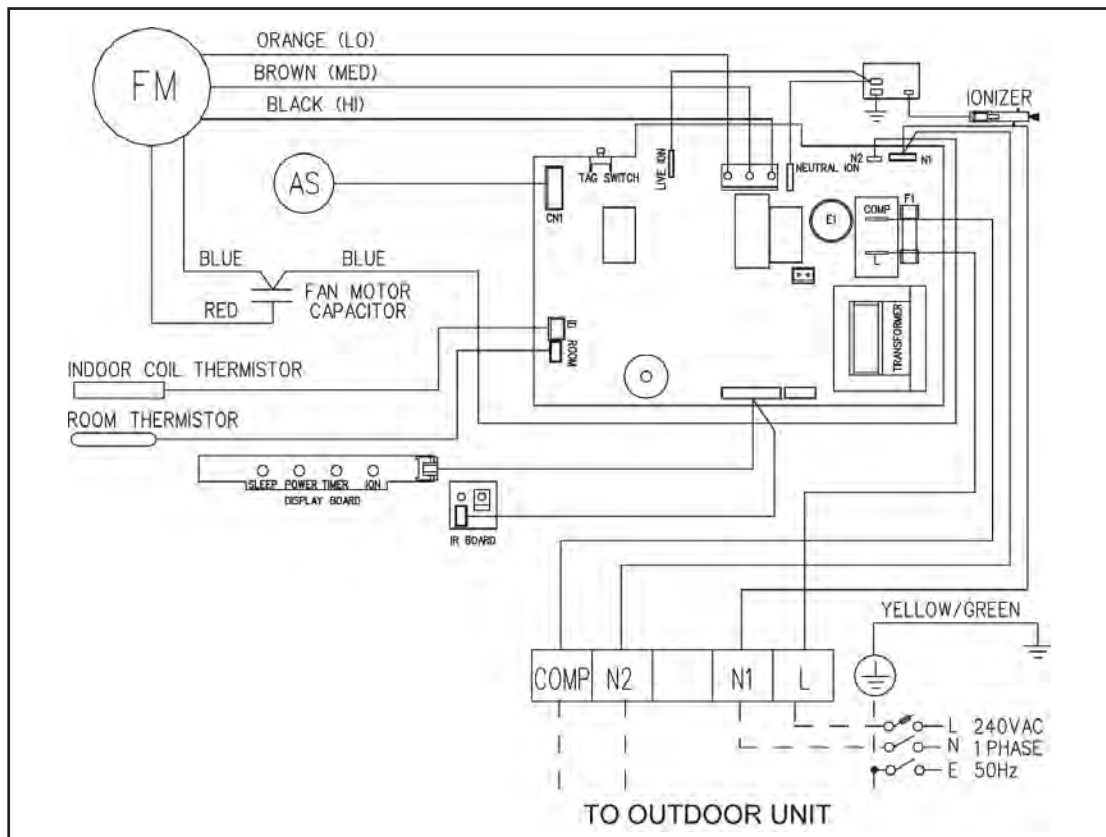 ORANGE (LO)
FM
BROWN (MED)
BLACK (HI)
IONIZER
LIVE ION
NEUTRAL ION
N2
N1
TAG SWITCH
AS
CN1
COMP
F1
E1
L
BLUE
BLUE
FAN MOTOR
CAPACITOR
RED
ID
ROOM
TRANSFORMER
INDOOR COIL THERMISTOR
ROOM THERMISTOR
SLEEP POWER TIMER ION
DISPLAY BOARD
IR BOARD
YELLOW/GREEN
COMP N2 N1 L
L 240VAC
N 1 PHASE
E 50Hz
TO OUTDOOR UNIT